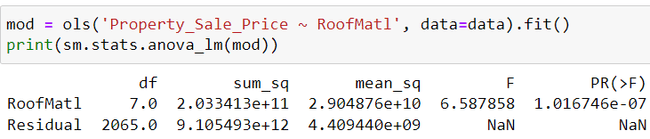 mod = ols('Property_Sale_Price ~ RoofMatl', data=data).fit()
print(sm.stats.anova_lm(mod))
df sum_sq mean_sq F PR(>F)
RoofMatl 7.0 2.033413e+11 2.904876e+10 6.587858 1.016746e-07
Residual 2065.0 9.105493e+12 4.409440e+09 NaN NaN